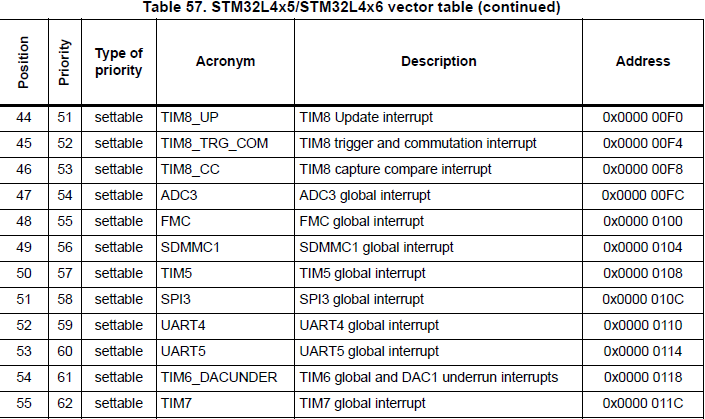 Table 57. STM32L4x5/STM32L4x6 vector table (continued)
Position Priority Type of priority Acronym Description Address
44 51 settable TIM8_UP TIM8 Update interrupt 0x0000 00F0
45 52 settable TIM8_TRG_COM TIM8 trigger and commutation interrupt 0x0000 00F4
46 53 settable TIM8_CC TIM8 capture compare interrupt 0x0000 00F8
47 54 settable ADC3 ADC3 global interrupt 0x0000 00FC
48 55 settable FMC FMC global interrupt 0x0000 0100
49 56 settable SDMMC1 SDMMC1 global interrupt 0x0000 0104
50 57 settable TIM5 TIM5 global interrupt 0x0000 0108
51 58 settable SPI3 SPI3 global interrupt 0x0000 010C
52 59 settable UART4 UART4 global interrupt 0x0000 0110
53 60 settable UART5 UART5 global interrupt 0x0000 0114
54 61 settable TIM6_DACUNDER TIM6 global and DAC1 underrun interrupts 0x0000 0118
55 62 settable TIM7 TIM7 global interrupt 0x0000 011C